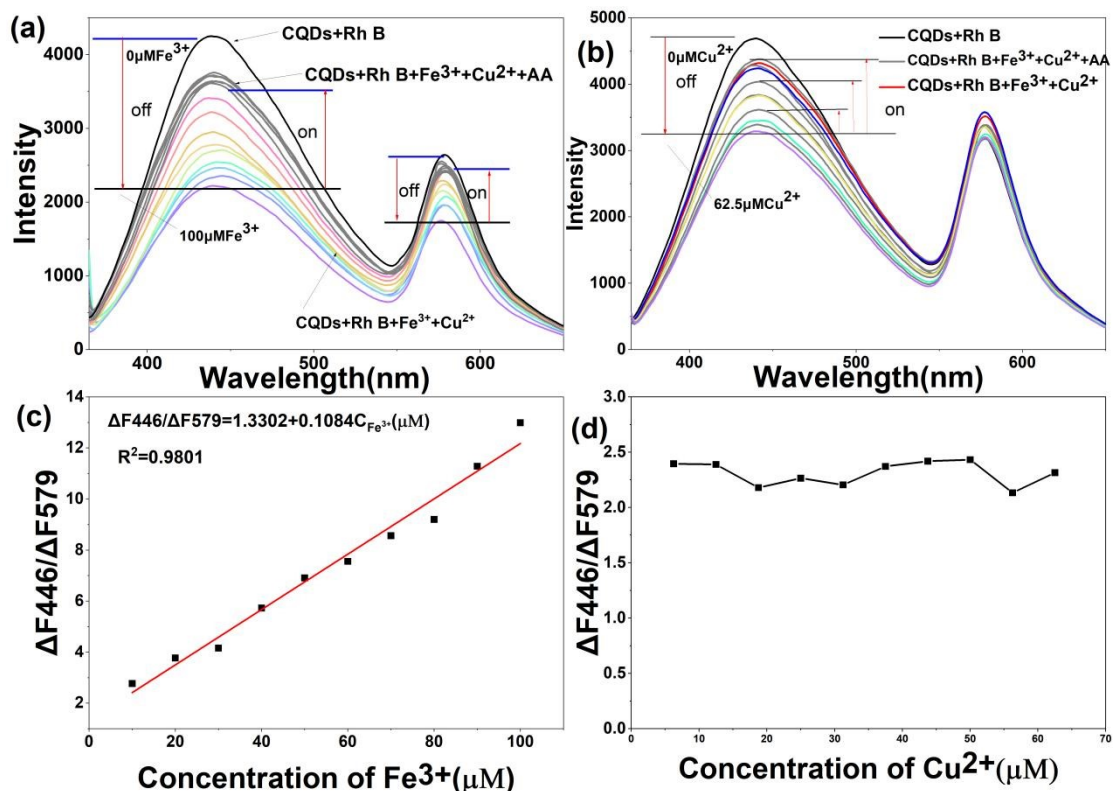 (a)
0μMFe3+
CQDs+Rh B
CQDs+Rh B+Fe3++Cu2++AA
off
on
off
on
100μMFe3+
CQDs+Rh B+Fe3++Cu2+
4000
3000
2000
1000
0
Intensity
400 500 600
Wavelength(nm)
(b)
0μMCu2+
CQDs+Rh B
CQDs+Rh B+Fe3++Cu2++AA
CQDs+Rh B+Fe3++Cu2+
off
on
62.5μMCu2+
5000
4000
3000
2000
1000
0
Intensity
400 500 600
Wavelength(nm)
(c)
ΔF446/ΔF579=1.3302+0.1084CFe3+(μM)
R2=0.9801
14
12
10
8
6
4
2
ΔF446/ΔF579
0 20 40 60 80 100
Concentration of Fe3+(μM)
(d)
3.0
2.5
2.0
1.5
1.0
0.5
0.0
ΔF446/ΔF579
0 10 20 30 40 50 60 70
Concentration of Cu2+(μM)